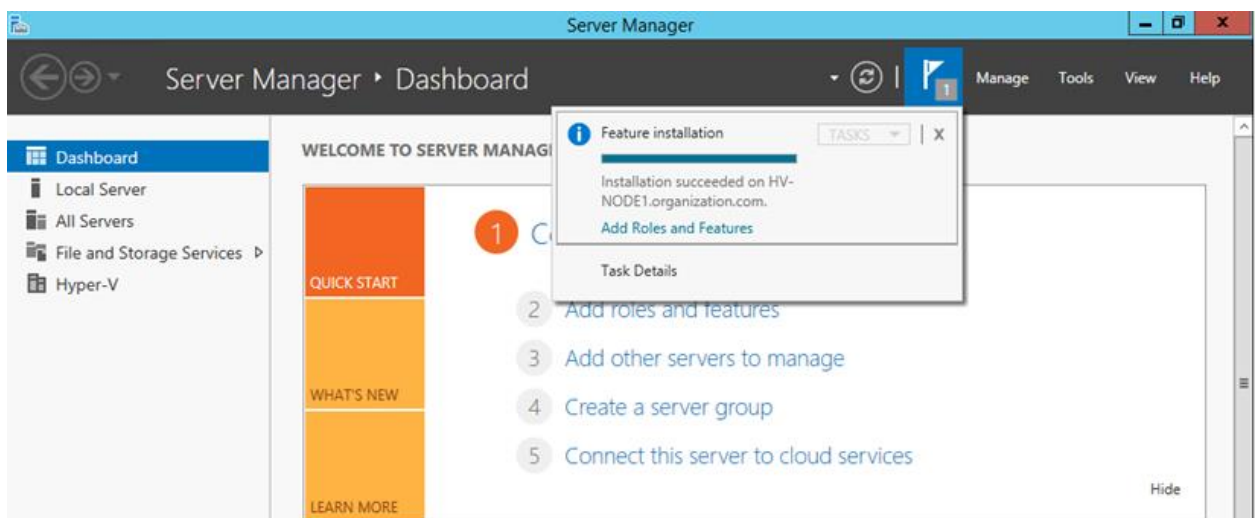 Server Manager
Server Manager • Dashboard
1
Manage Tools View Help
Dashboard
Local Server
All Servers
File and Storage Services
Hyper-V
WELCOME TO SERVER MANAG
Feature installation
TASKS
X
Installation succeeded on HV-
NODE1.organization.com.
Add Roles and Features
Task Details
QUICK START
WHAT'S NEW
LEARN MORE
1 C
2 Add roles and features
3 Add other servers to manage
4 Create a server group
5 Connect this server to cloud services
Hide